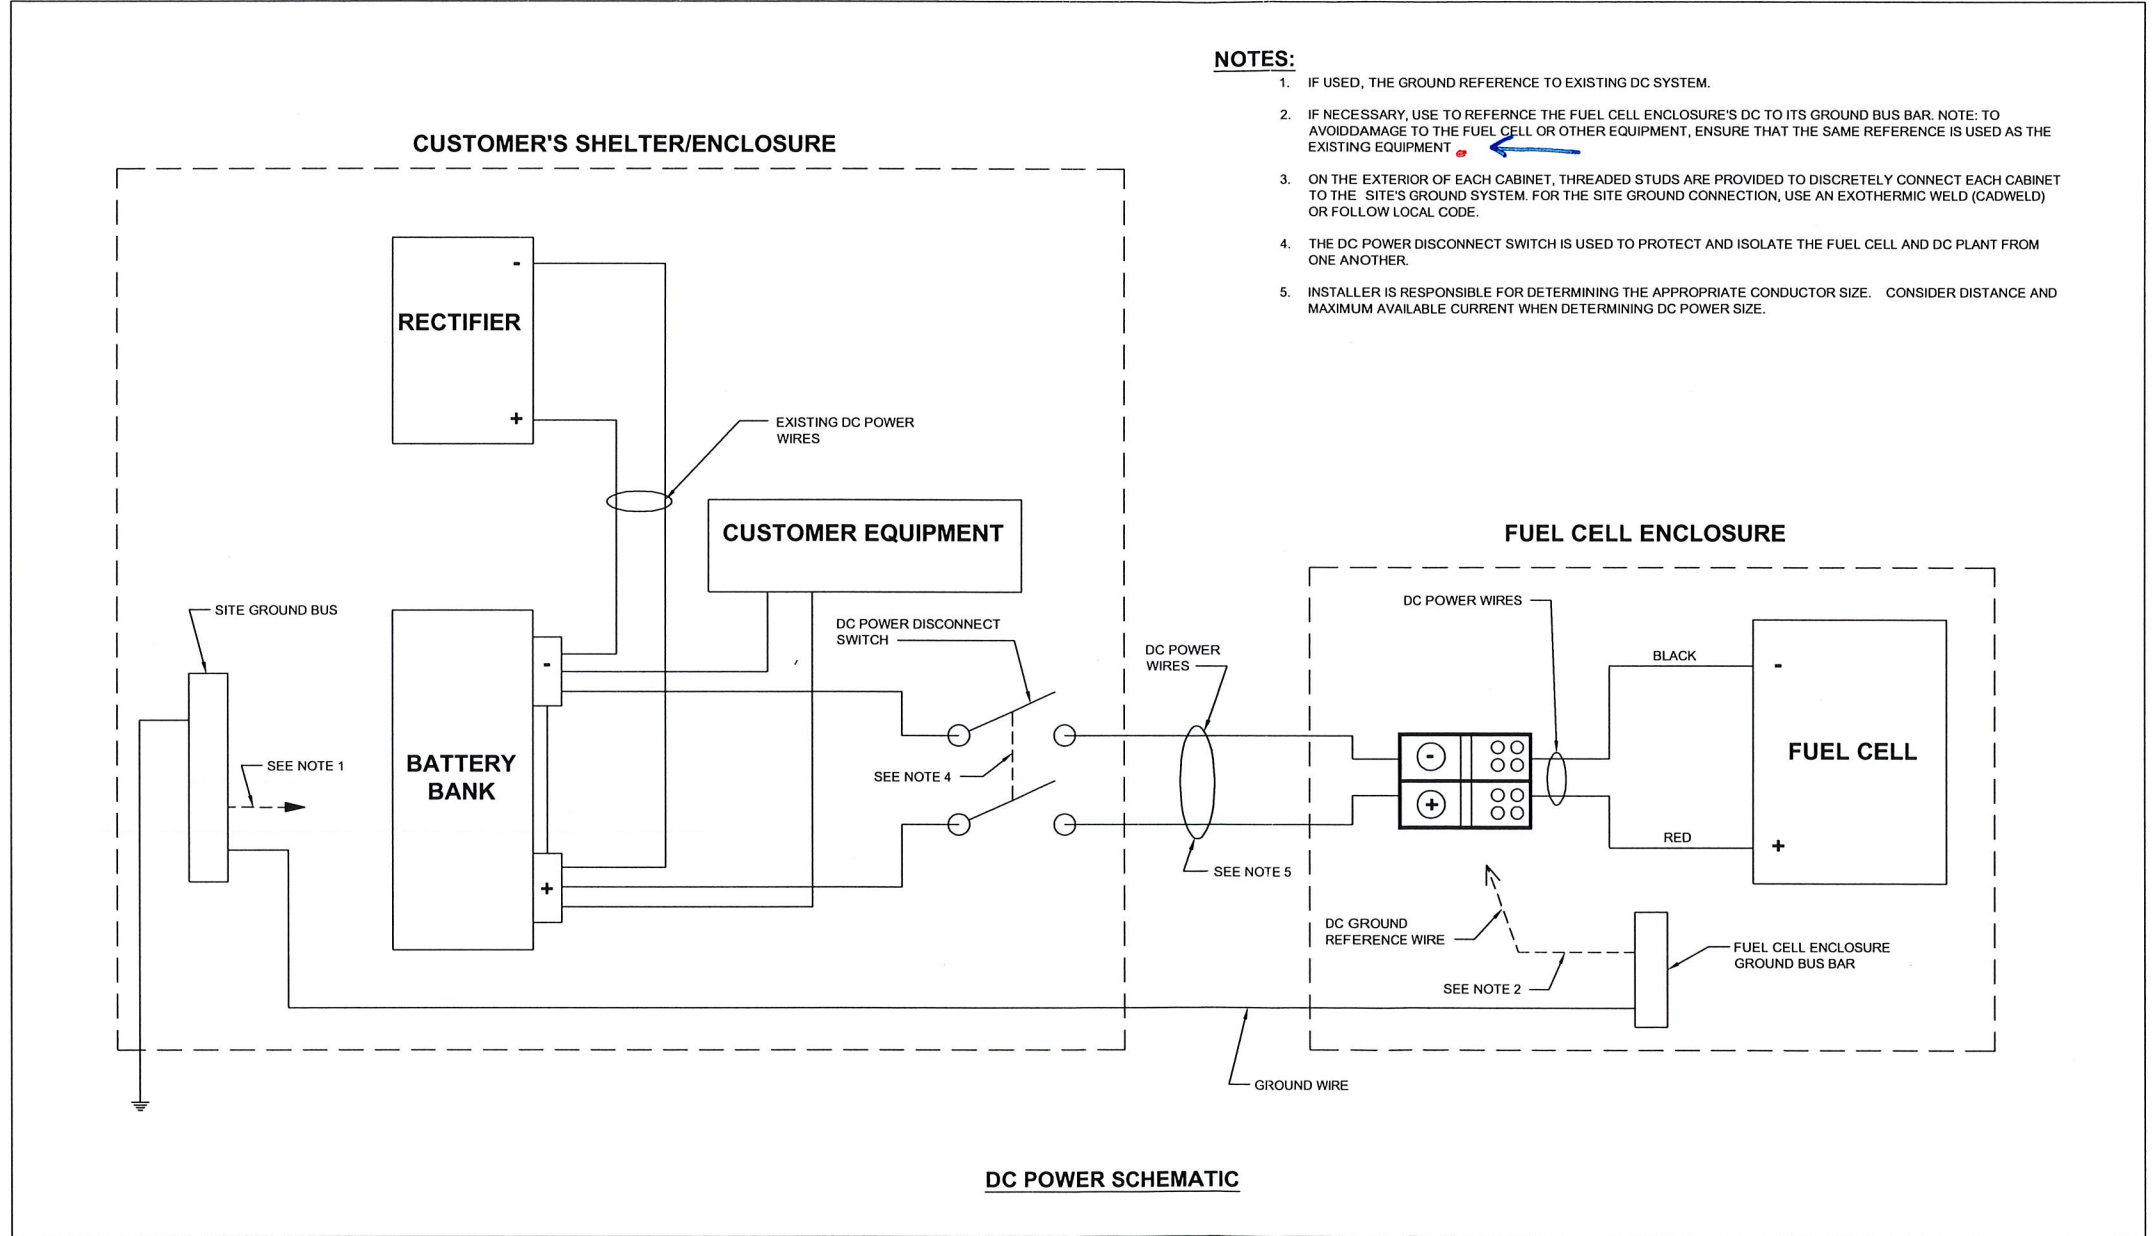 NOTES:
1. IF USED, THE GROUND REFERENCE TO EXISTING DC SYSTEM.
2. IF NECESSARY, USE TO REFERNCE THE FUEL CELL ENCLOSURE'S DC TO ITS GROUND BUS BAR. NOTE: TO
AVOIDDAMAGE TO THE FUEL CELL OR OTHER EQUIPMENT, ENSURE THAT THE SAME REFERENCE IS USED AS THE
EXISTING EQUIPMENT .
3. ON THE EXTERIOR OF EACH CABINET, THREADED STUDS ARE PROVIDED TO DISCRETELY CONNECT EACH CABINET
TO THE SITE'S GROUND SYSTEM. FOR THE SITE GROUND CONNECTION, USE AN EXOTHERMIC WELD (CADWELD)
OR FOLLOW LOCAL CODE.
4. THE DC POWER DISCONNECT SWITCH IS USED TO PROTECT AND ISOLATE THE FUEL CELL AND DC PLANT FROM
ONE ANOTHER.
5. INSTALLER IS RESPONSIBLE FOR DETERMINING THE APPROPRIATE CONDUCTOR SIZE. CONSIDER DISTANCE AND
MAXIMUM AVAILABLE CURRENT WHEN DETERMINING DC POWER SIZE.
CUSTOMER'S SHELTER/ENCLOSURE
-
RECTIFIER
+
EXISTING DC POWER
WIRES
CUSTOMER EQUIPMENT
SITE GROUND BUS
DC POWER DISCONNECT
SWITCH
-
SEE NOTE 1
BATTERY
BANK
SEE NOTE 4
+
DC POWER
WIRES
SEE NOTE 5
FUEL CELL ENCLOSURE
DC POWER WIRES
BLACK
-
-
FUEL CELL
+
RED
+
DC GROUND
REFERENCE WIRE
FUEL CELL ENCLOSURE
GROUND BUS BAR
SEE NOTE 2
GROUND WIRE
DC POWER SCHEMATIC